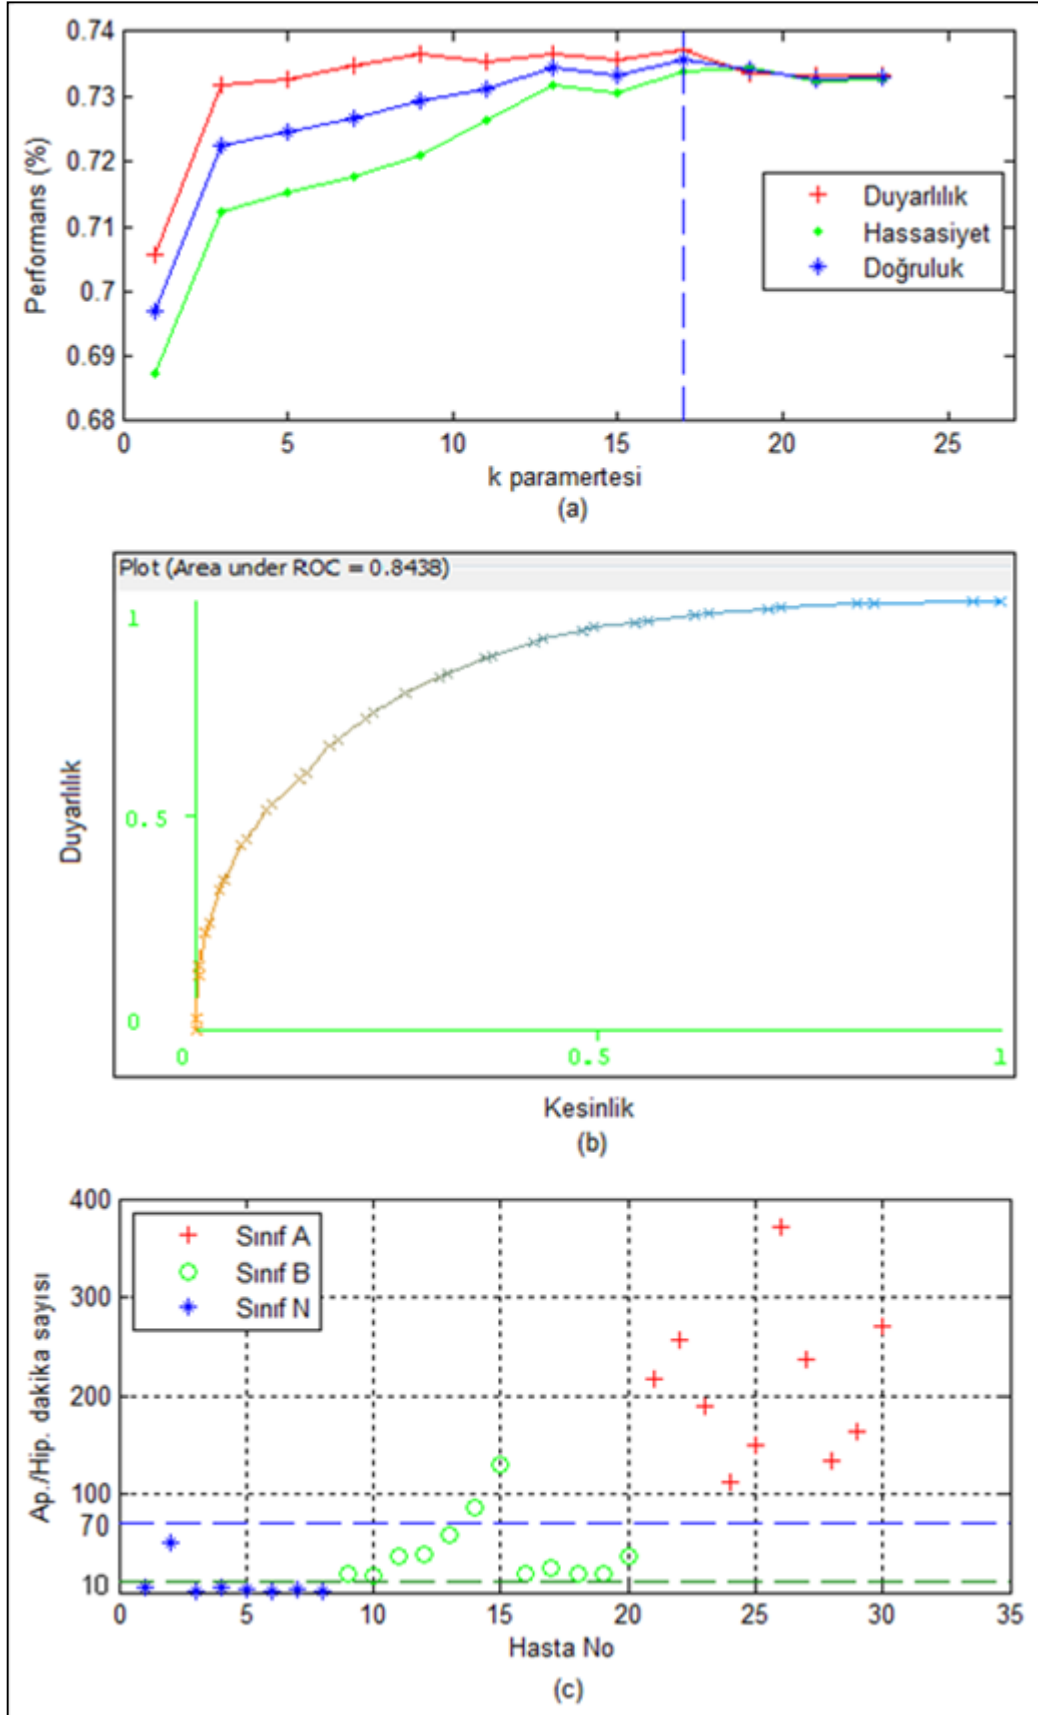 0.74
0.73
0.72
0.71
0.7
0.69
0.68
Performans (%)
Duyarlılık
Hassasiyet
Doğruluk
0 5 10 15 20 25
k paramertesi
(a)
Plot (Area under ROC = 0.8438)
1
0.5
0
Duyarlılık
0 0.5 1
Kesinlik
(b)
400
300
200
100
70
10
Ap./Hip. dakika sayısı
Sınıf A
Sınıf B
Sınıf N
0 5 10 15 20 25 30 35
Hasta No
(c)